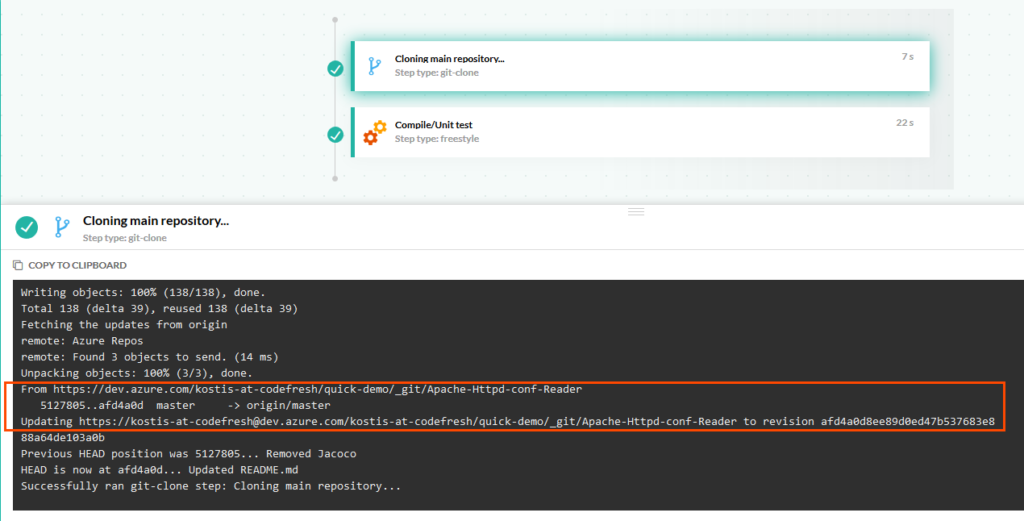 Cloning main repository...
7 s
Step type: git-clone
Compile/Unit test
22 s
Step type: freestyle
Cloning main repository...
Step type: git-clone
COPY TO CLIPBOARD
Writing objects: 100% (138/138), done.
Total 138 (delta 39), reused 138 (delta 39)
Fetching the updates from origin
remote: Azure Repos
remote: Found 3 objects to send. (14 ms)
Unpacking objects: 100% (3/3), done.
From https://dev.azure.com/kostis-at-codefresh/quick-demo/_git/Apache-Httpd-conf-Reader
5127805..afd4a0d  master     -> origin/master
Updating https://kostis-at-codefresh@dev.azure.com/kostis-at-codefresh/quick-demo/_git/Apache-Httpd-conf-Reader to revision afd4a0d8ee89d0ed47b537683e8
88a64de103a0b
Previous HEAD position was 5127805... Removed Jacoco
HEAD is now at afd4a0d... Updated README.md
Successfully ran git-clone step: Cloning main repository...